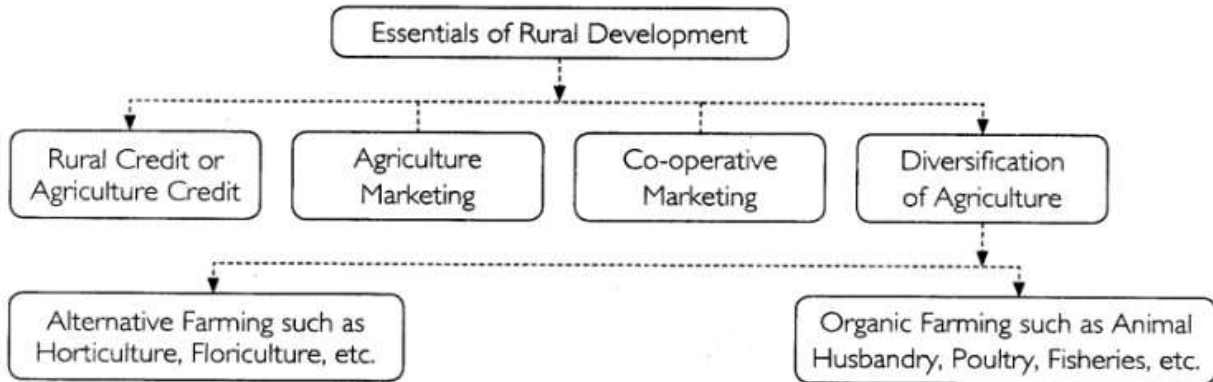 Essentials of Rural Development
Rural Credit or
Agriculture Credit
Agriculture
Marketing
Co-operative
Marketing
Diversification
of Agriculture
Alternative Farming such as
Horticulture, Floriculture, etc.
Organic Farming such as Animal
Husbandry, Poultry, Fisheries, etc.